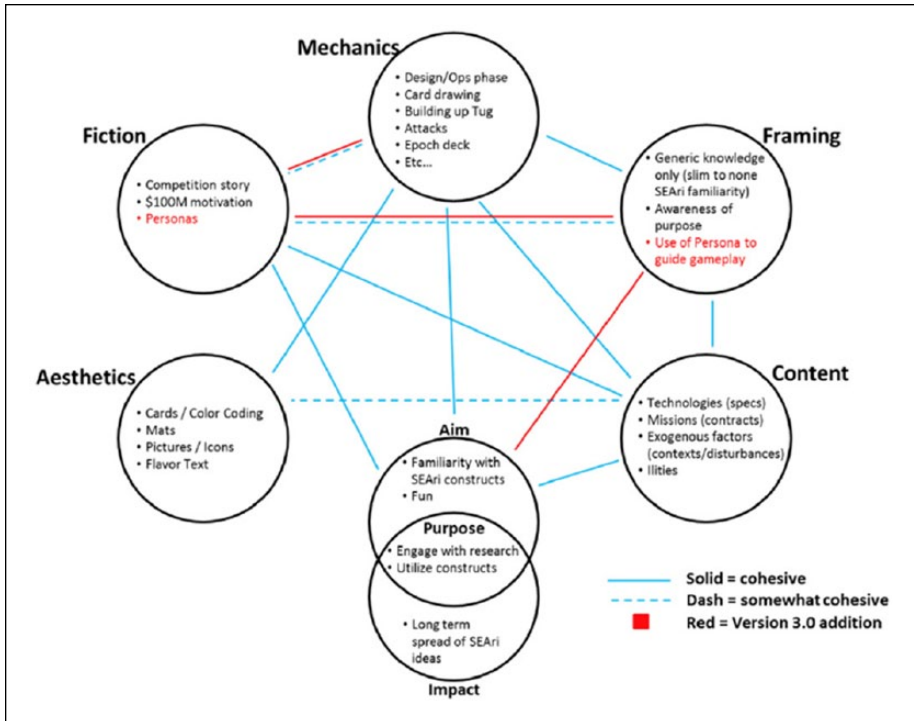 Mechanics
• Design/Ops phase
• Card drawing
• Building up Tug
• Attacks
• Epoch deck
• Etc...
Fiction
• Competition story
• $100M motivation
• Personas
Framing
• Generic knowledge
only (slim to none
SEAri familiarity)
• Awareness of
purpose
• Use of Persona to
guide gameplay
Aesthetics
• Cards / Color Coding
• Mats
• Pictures / Icons
• Flavor Text
Content
• Technologies (specs)
• Missions (contracts)
• Exogenous factors
(contexts/disturbances)
• Ilities
Aim
• Familiarity with
SEAri constructs
• Fun
Purpose
• Engage with research
• Utilize constructs
• Long term
spread of SEAri
ideas
Impact
Solid = cohesive
Dash = somewhat cohesive
Red = Version 3.0 addition